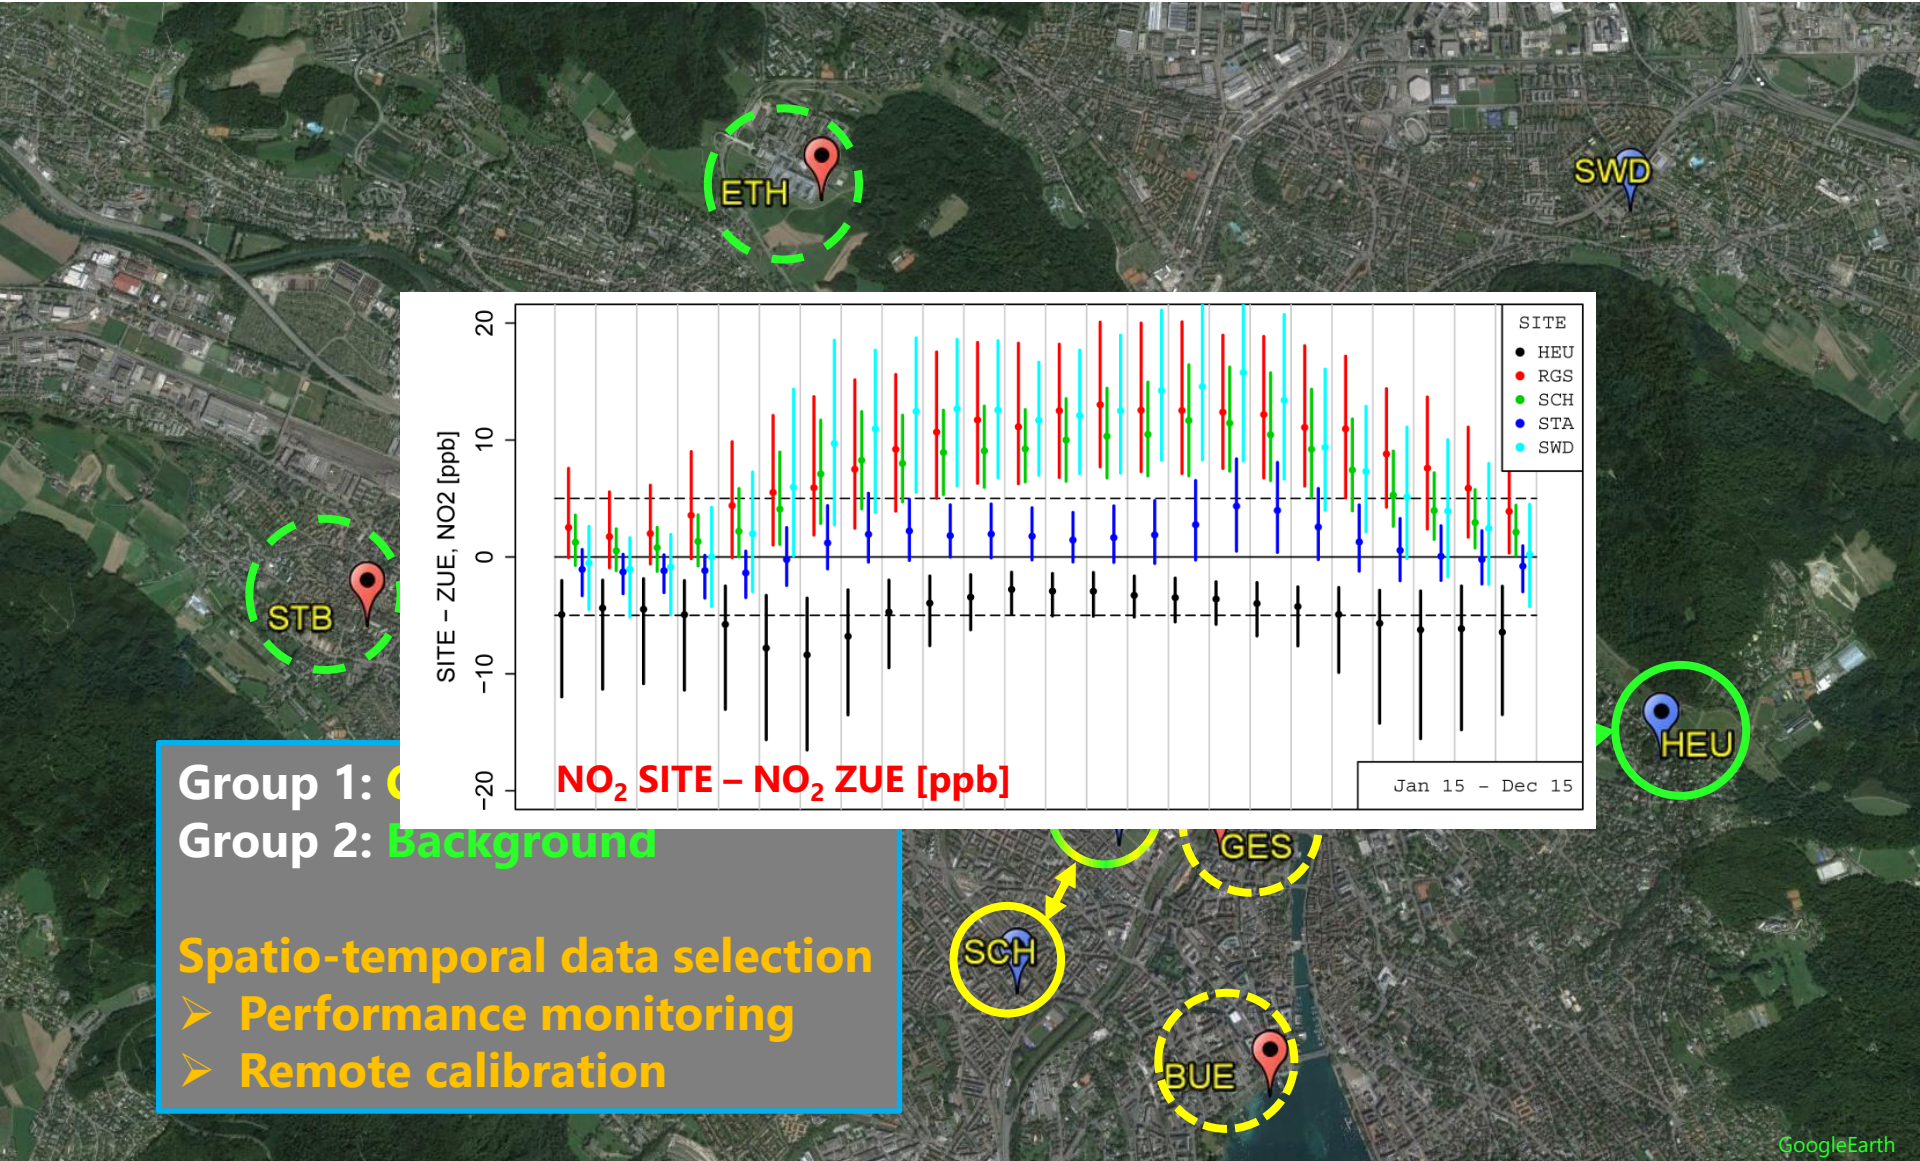 ETH
SWD
STB
HEU
20
10
0
−10
−20
SITE − ZUE, NO2 [ppb]
SITE
HEU
RGS
SCH
STA
SWD
NO2 SITE – NO2 ZUE [ppb]
Jan 15 − Dec 15
Group 1:
Group 2: Background
Spatio-temporal data selection
➢ Performance monitoring
➢ Remote calibration
GES
SCH
BUE
GoogleEarth